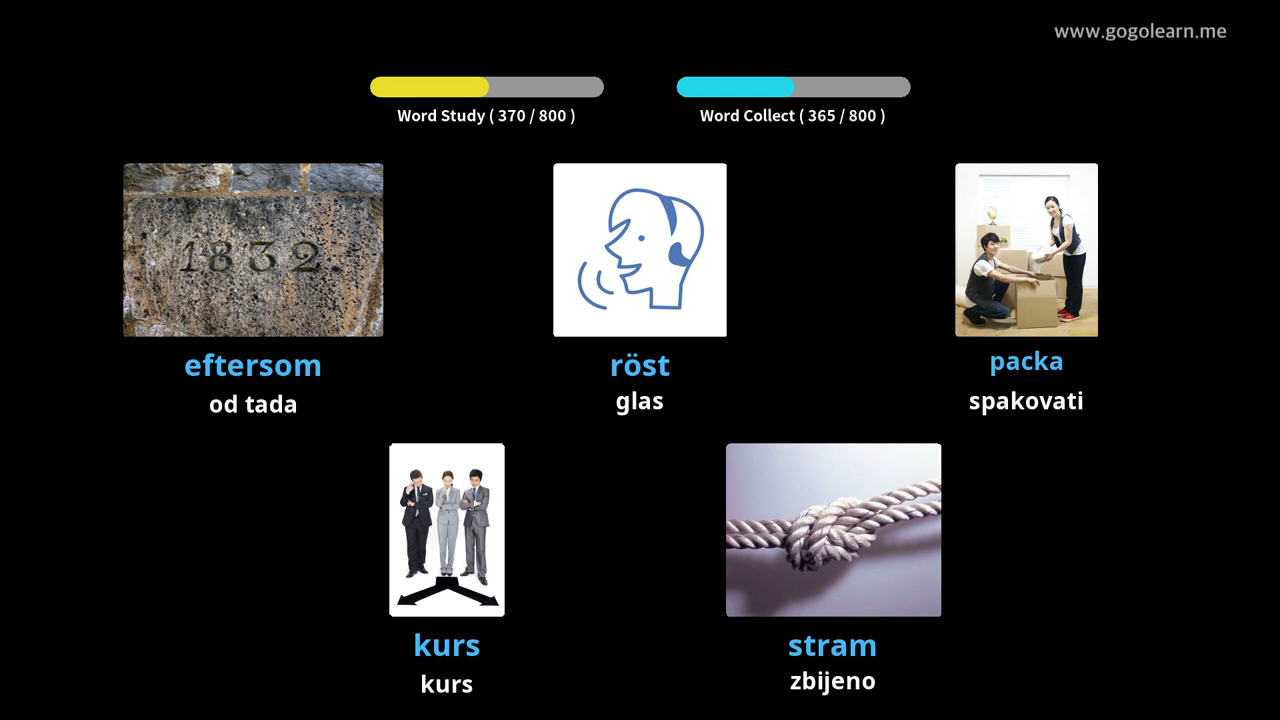 www.gogolearn.me
Word Study ( 370 / 800 )
Word Collect ( 365 / 800 )
1832.
eftersom
od tada
röst
glas
packa
spakovati
kurs
kurs
stram
zbijeno